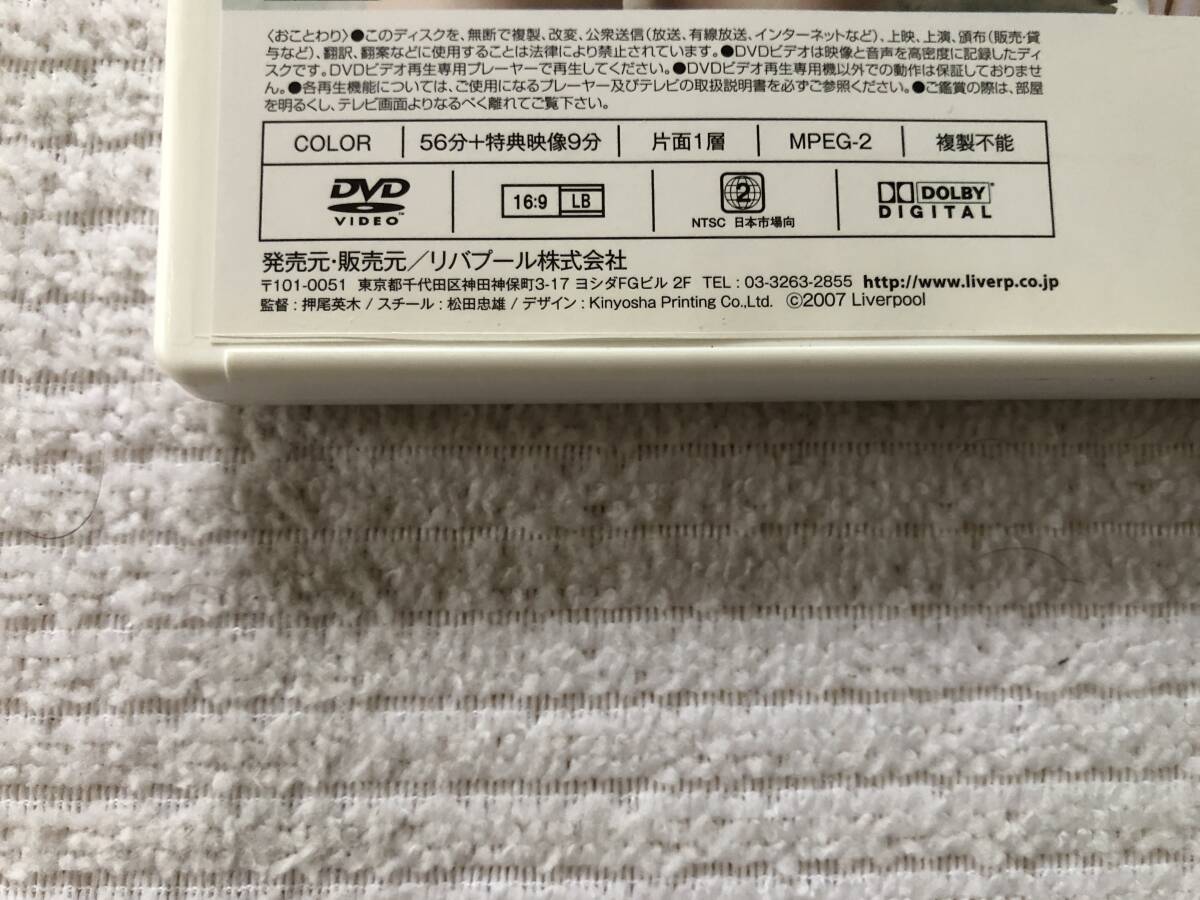 〈おことわり〉●このディスクを、無断で複製、改変、公衆送信(放送、有線放送、インターネットなど)、上映、上演、頒布(販売・貸
与など)、翻訳、翻案などに使用することは法律により禁止されています。●DVDビデオは映像と音声を高密度に記録したディ
スクです。DVDビデオ再生専用プレーヤーで再生してください。●DVDビデオ再生専用機以外での動作は保証しておりませ
ん。●各再生機能については、ご使用になるプレーヤー及びテレビの取扱説明書を必ずご参照ください。●ご鑑賞の際は、部屋
を明るくし、テレビ画面よりなるべく離れてご覧下さい。
COLOR 56分+特典映像9分 片面1層 MPEG-2 複製不能
DVD VIDEO™ 16:9 LB 2 DOLBY DIGITAL
NTSC 日本市場向
発売元・販売元／リバプール株式会社
〒101-0051 東京都千代田区神田神保町3-17 ヨシダFGビル 2F TEL : 03-3263-2855 http://www.liverp.co.jp
監督 : 押尾英木 / スチール : 松田忠雄 / デザイン : Kinyosha Printing Co.,Ltd. ©2007 Liverpool